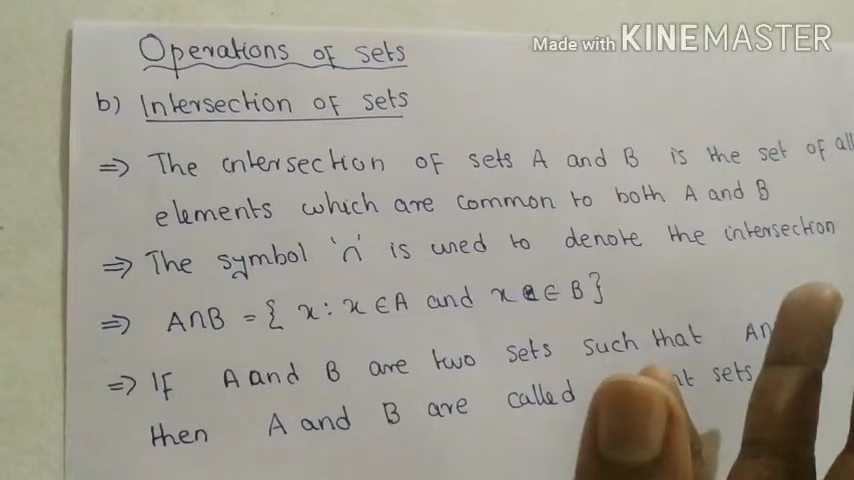 Made with KINEMASTER
Operations of sets
b) Intersection of sets
⇒ The intersection of sets A and B is the set of all
elements which are common to both A and B
⇒ The symbol '∩' is used to denote the intersection
⇒ A∩B = { x : x ∈ A and x ∈ B }
⇒ If A and B are two sets such that
then A and B are called sets